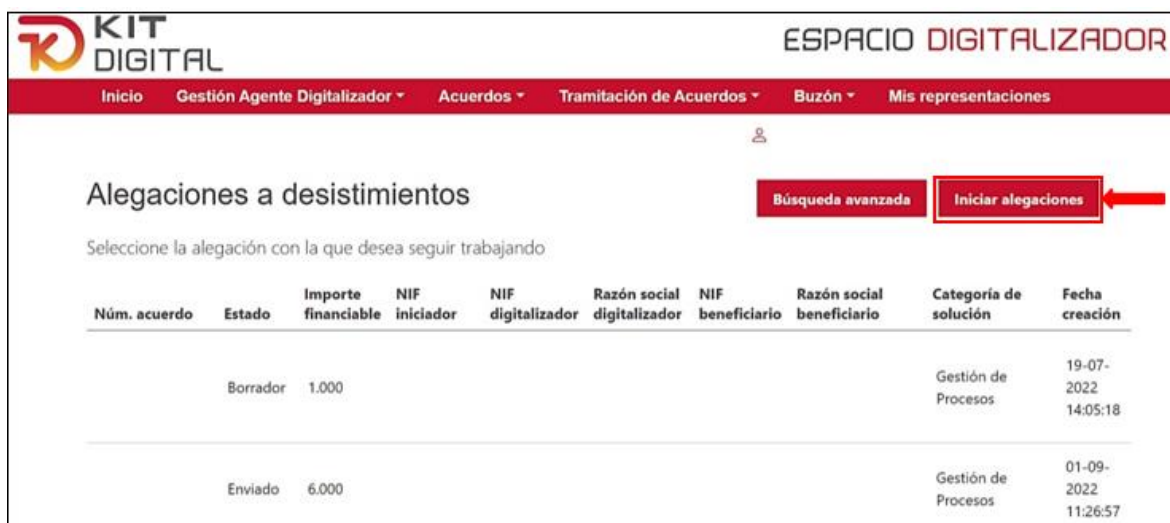 KIT
DIGITAL
ESPACIO DIGITALIZADOR
Inicio Gestión Agente Digitalizador Acuerdos Tramitación de Acuerdos Buzón Mis representaciones
Alegaciones a desistimientos
Búsqueda avanzada Iniciar alegaciones
Seleccione la alegación con la que desea seguir trabajando
Núm. acuerdo Estado Importe financiable NIF iniciador NIF digitalizador Razón social digitalizador NIF beneficiario Razón social beneficiario Categoría de solución Fecha creación
Borrador 1.000 Gestión de Procesos 19-07-2022 14:05:18
Enviado 6.000 Gestión de Procesos 01-09-2022 11:26:57